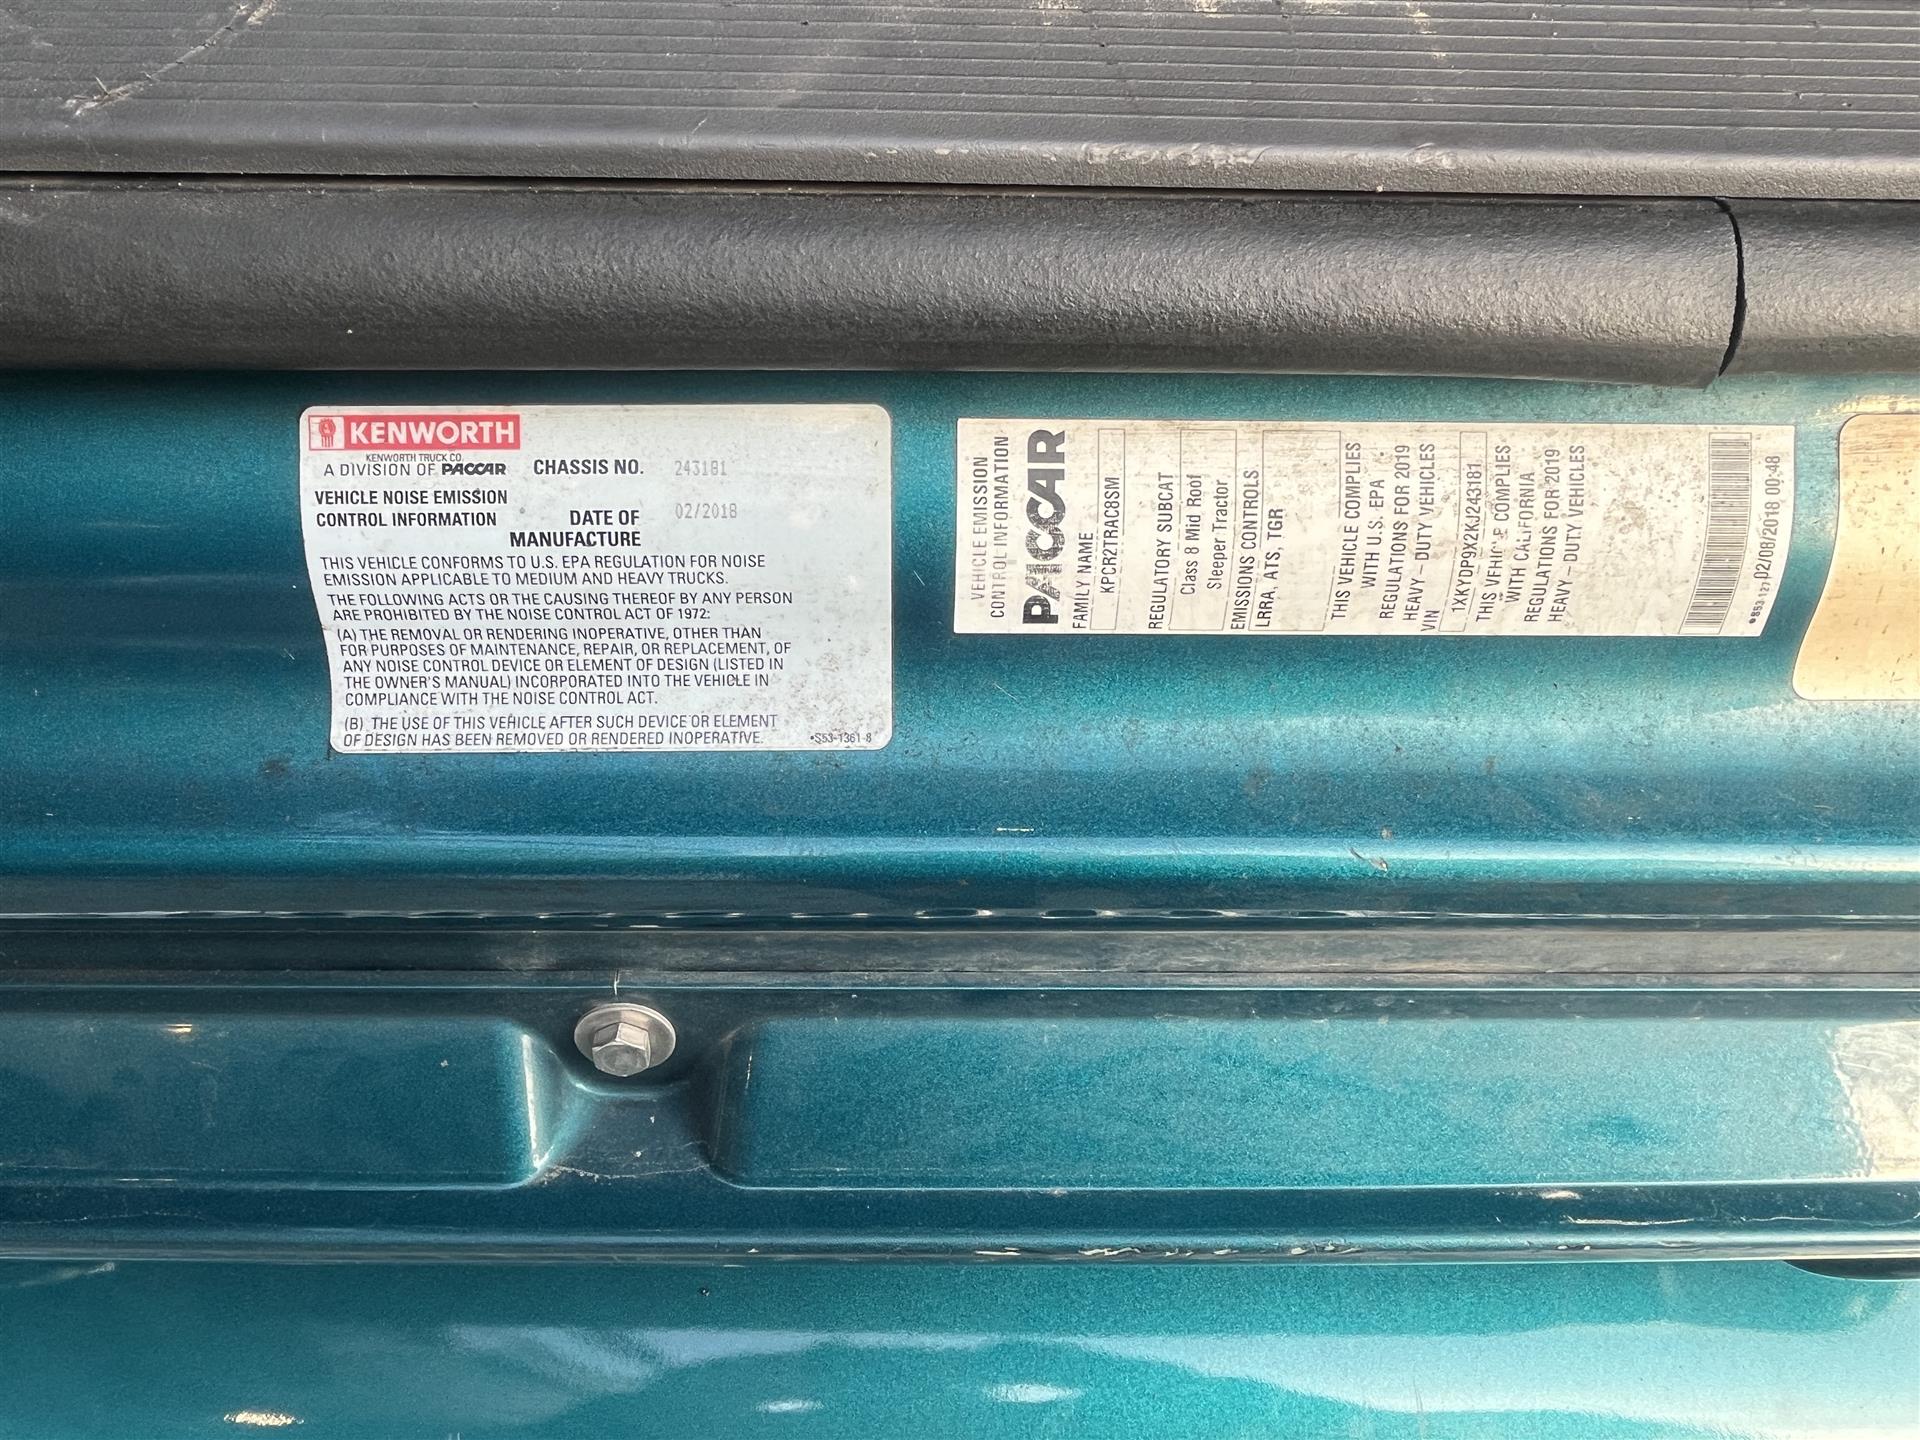 KENWORTH
KENWORTH TRUCK CO.
A DIVISION OF PACCAR
CHASSIS NO. 243181
VEHICLE NOISE EMISSION
CONTROL INFORMATION
DATE OF
MANUFACTURE
02/2018
THIS VEHICLE CONFORMS TO U.S. EPA REGULATION FOR NOISE
EMISSION APPLICABLE TO MEDIUM AND HEAVY TRUCKS.
THE FOLLOWING ACTS OR THE CAUSING THEREOF BY ANY PERSON
ARE PROHIBITED BY THE NOISE CONTROL ACT OF 1972:
(A) THE REMOVAL OR RENDERING INOPERATIVE, OTHER THAN
FOR PURPOSES OF MAINTENANCE, REPAIR, OR REPLACEMENT, OF
ANY NOISE CONTROL DEVICE OR ELEMENT OF DESIGN (LISTED IN
THE OWNER'S MANUAL) INCORPORATED INTO THE VEHICLE IN
COMPLIANCE WITH THE NOISE CONTROL ACT.
(B) THE USE OF THIS VEHICLE AFTER SUCH DEVICE OR ELEMENT
OF DESIGN HAS BEEN REMOVED OR RENDERED INOPERATIVE.
•S53-1361-8
VEHICLE EMISSION
CONTROL INFORMATION
PACCAR
FAMILY NAME
KPCR2TRAC8SM
REGULATORY SUBCAT
Class 8 Mid Roof
Sleeper Tractor
EMISSIONS CONTROLS
LRRA, ATS, TGR
THIS VEHICLE COMPLIES
WITH U.S. EPA
REGULATIONS FOR 2019
HEAVY-DUTY VEHICLES
VIN
1XKYDP9X2KJ243181
THIS VEHICLE COMPLIES
WITH CALIFORNIA
REGULATIONS FOR 2019
HEAVY-DUTY VEHICLES
02/08/2018 00:48